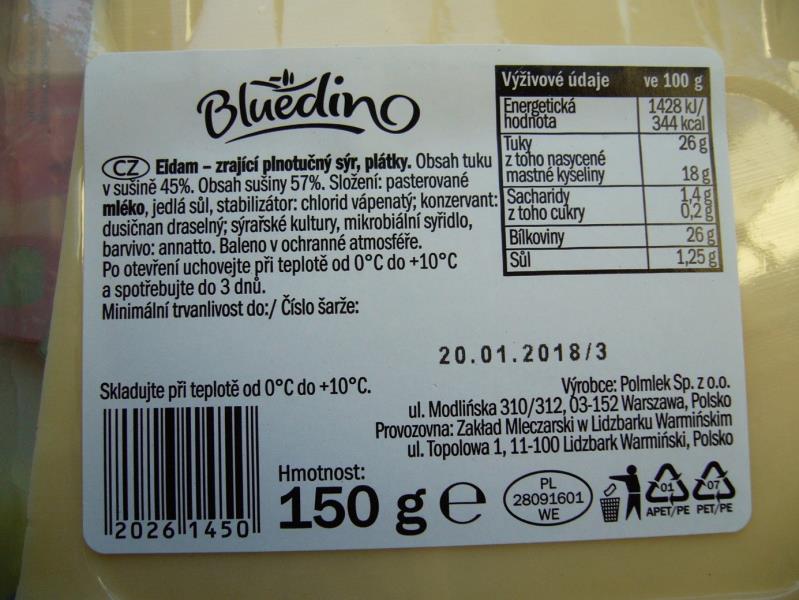 Bluedino
CZ Eidam – zrající plnotučný sýr, plátky. Obsah tuku
v sušině 45%. Obsah sušiny 57%. Složení: pasterované
mléko, jedlá sůl, stabilizátor: chlorid vápenatý; konzervant:
dusičnan draselný; sýrařské kultury, mikrobiální syřidlo,
barvivo: annatto. Baleno v ochranné atmosféře.
Po otevření uchovejte při teplotě od 0°C do +10°C
a spotřebujte do 3 dnů.
Minimální trvanlivost do:/ Číslo šarže:
Výživové údaje ve 100 g
Energetická 1428 kJ/
hodnota 344 kcal
Tuky 26 g
z toho nasycené
mastné kyseliny 18 g
Sacharidy 1,4 g
z toho cukry 0,2 g
Bílkoviny 26 g
Sůl 1,25 g
20.01.2018/3
Skladujte při teplotě od 0°C do +10°C.
Výrobce: Polmlek Sp. z o.o.
ul. Modlińska 310/312, 03-152 Warszawa, Polsko
Provozovna: Zakład Mleczarski w Lidzbarku Warmińskim
ul. Topolowa 1, 11-100 Lidzbark Warmiński, Polsko
2026 1450
Hmotnost:
150 g e
PL
28091601
WE
01
APET/PE
07
PET/PE